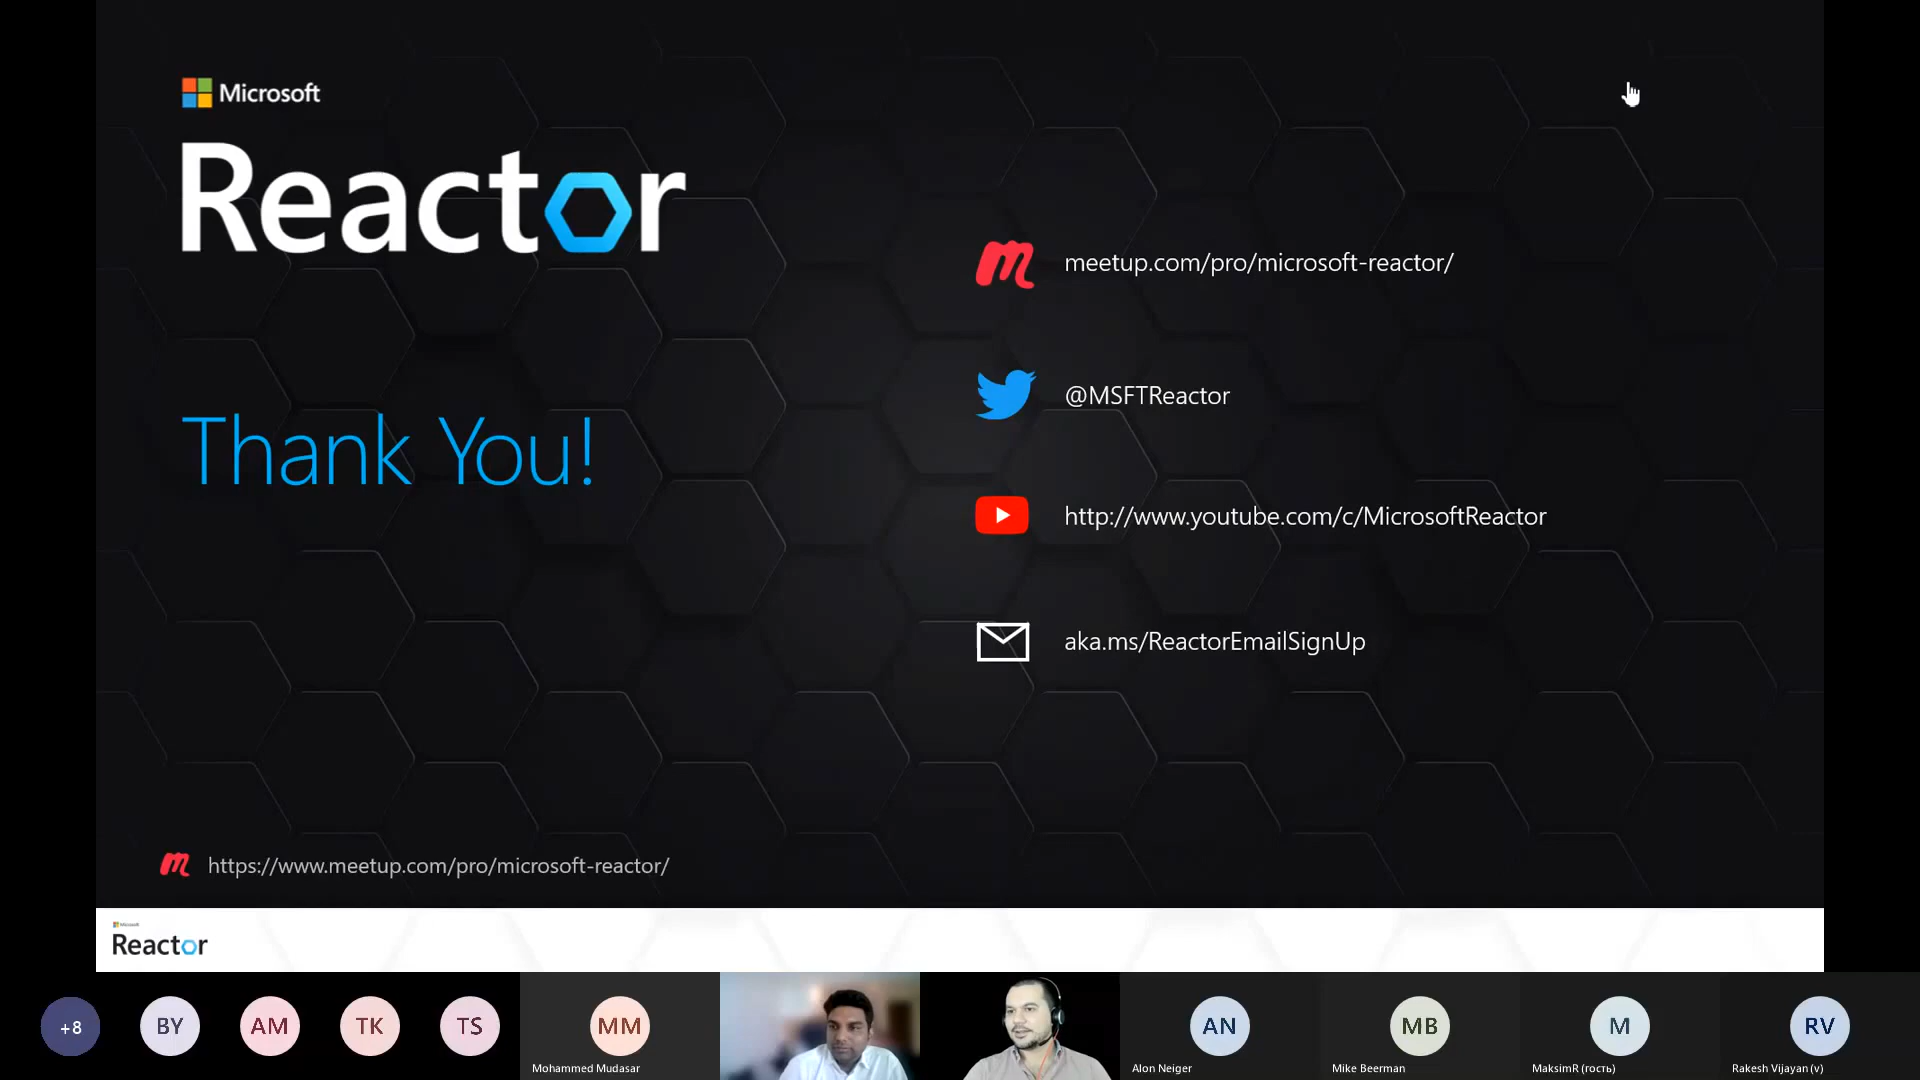 Microsoft
Reactor
Thank You!
meetup.com/pro/microsoft-reactor/
@MSFTReactor
http://www.youtube.com/c/MicrosoftReactor
aka.ms/ReactorEmailSignUp
https://www.meetup.com/pro/microsoft-reactor/
Microsoft
Reactor
+8
BY
AM
TK
TS
MM
Mohammed Mudasar
AN
Alon Neiger
MB
Mike Beerman
M
MaksimR (гость)
RV
Rakesh Vijayan (v)